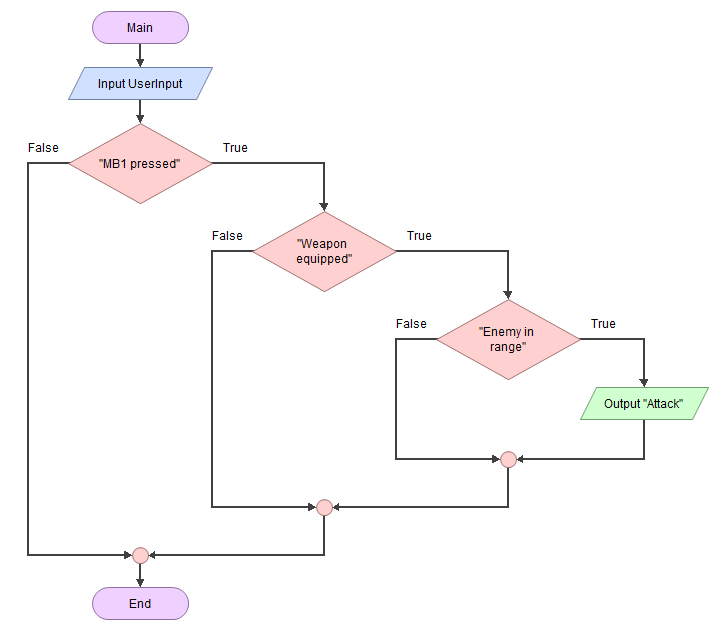 Main
Input UserInput
False
True
"MB1 pressed"
False
True
"Weapon
equipped"
False
True
"Enemy in
range"
Output "Attack"
End